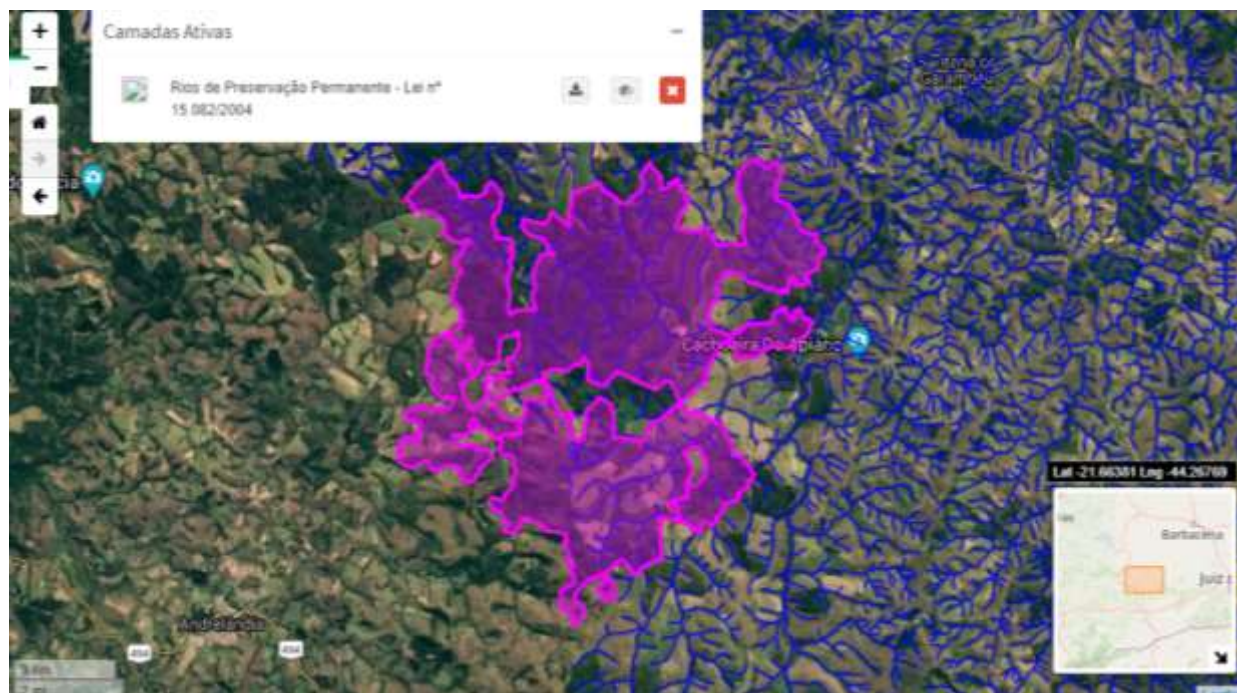 Camadas Ativas
Rios de Preservação Permanente - Lei nº
15.082/2004
Cachoeira Do
Lat -21.66381 Lng -44.26769
Barbacena
Juiz
Andrelândia
494
494